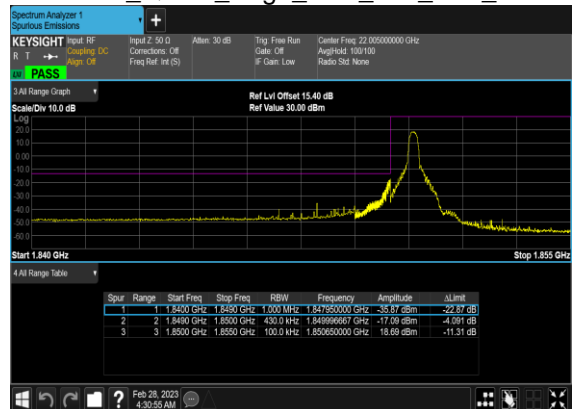 Spectrum Analyzer 1
Spurious Emissions
KEYSIGHT Input: RF Input Z: 50 Ω Atten: 30 dB Trig: Free Run Center Freq: 22.005000000 GHz
R T Coupling: DC Corrections: Off Gate: Off Avg|Hold: 100/100
Align: Off Freq Ref: Int (S) IF Gain: Low Radio Std: None
PASS
3 All Range Graph
Ref Lvl Offset 15.40 dB
Scale/Div 10.0 dB Ref Value 30.00 dBm
Log
20.0
10.0
0.00
-10.0
-20.0
-30.0
-40.0
-50.0
-60.0
Start 1.840 GHz Stop 1.855 GHz
4 All Range Table
Spur Range Start Freq Stop Freq RBW Frequency Amplitude ΔLimit
1 1 1.8400 GHz 1.8490 GHz 1.000 MHz 1.847950000 GHz -35.87 dBm -22.87 dB
2 2 1.8490 GHz 1.8500 GHz 430.0 kHz 1.849996667 GHz -17.09 dBm -4.091 dB
3 3 1.8500 GHz 1.8550 GHz 100.0 kHz 1.850650000 GHz 18.69 dBm -11.31 dB
Feb 28, 2023
4:30:55 AM